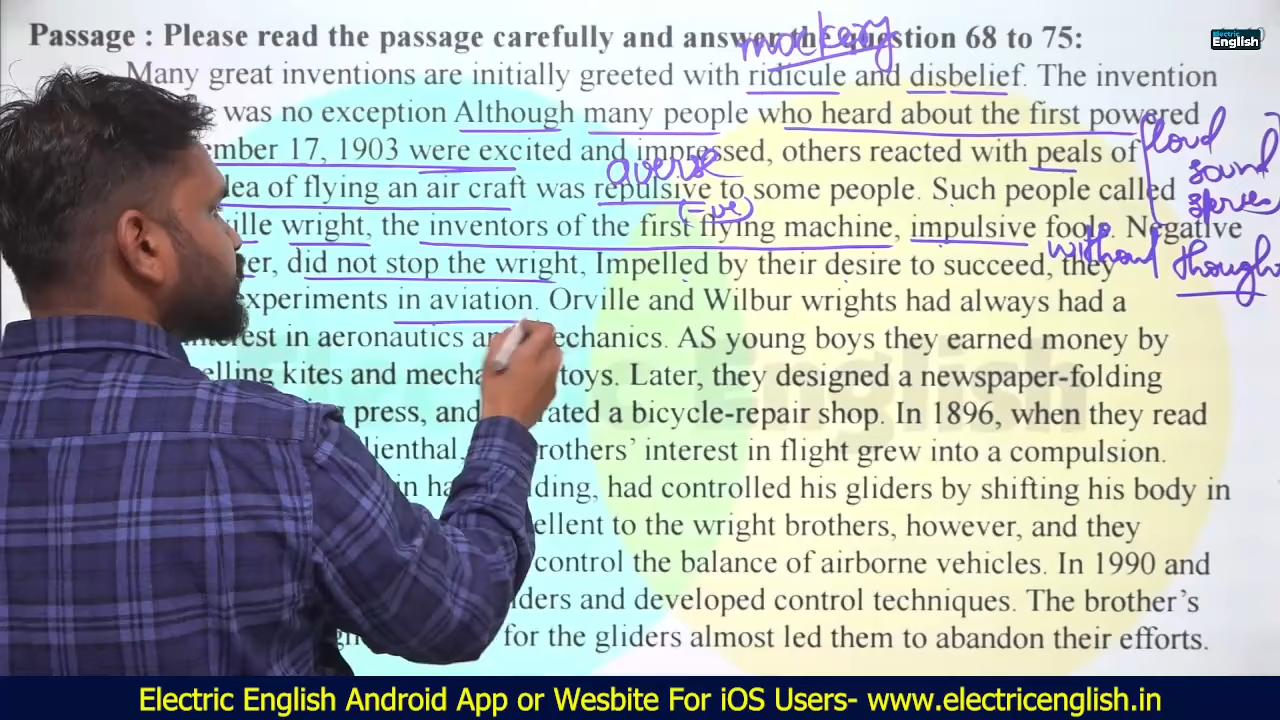 Electric
English
Passage : Please read the passage carefully and answer the question 68 to 75:
mockery
Many great inventions are initially greeted with ridicule and disbelief. The invention
was no exception Although many people who heard about the first powered
ember 17, 1903 were excited and impressed, others reacted with peals of
loud
sound
averse
dea of flying an air craft was repulsive to some people. Such people called
(-ve)
ville wright, the inventors of the first flying machine, impulsive fools. Negative
without thought
er, did not stop the wright, Impelled by their desire to succeed, they
experiments in aviation. Orville and Wilbur wrights had always had a
rest in aeronautics and mechanics. AS young boys they earned money by
elling kites and mecha toys. Later, they designed a newspaper-folding
press, and rated a bicycle-repair shop. In 1896, when they read
lienthal, rothers' interest in flight grew into a compulsion.
in ha ding, had controlled his gliders by shifting his body in
ellent to the wright brothers, however, and they
control the balance of airborne vehicles. In 1990 and
ders and developed control techniques. The brother's
for the gliders almost led them to abandon their efforts.
Electric English Android App or Wesbite For iOS Users- www.electricenglish.in